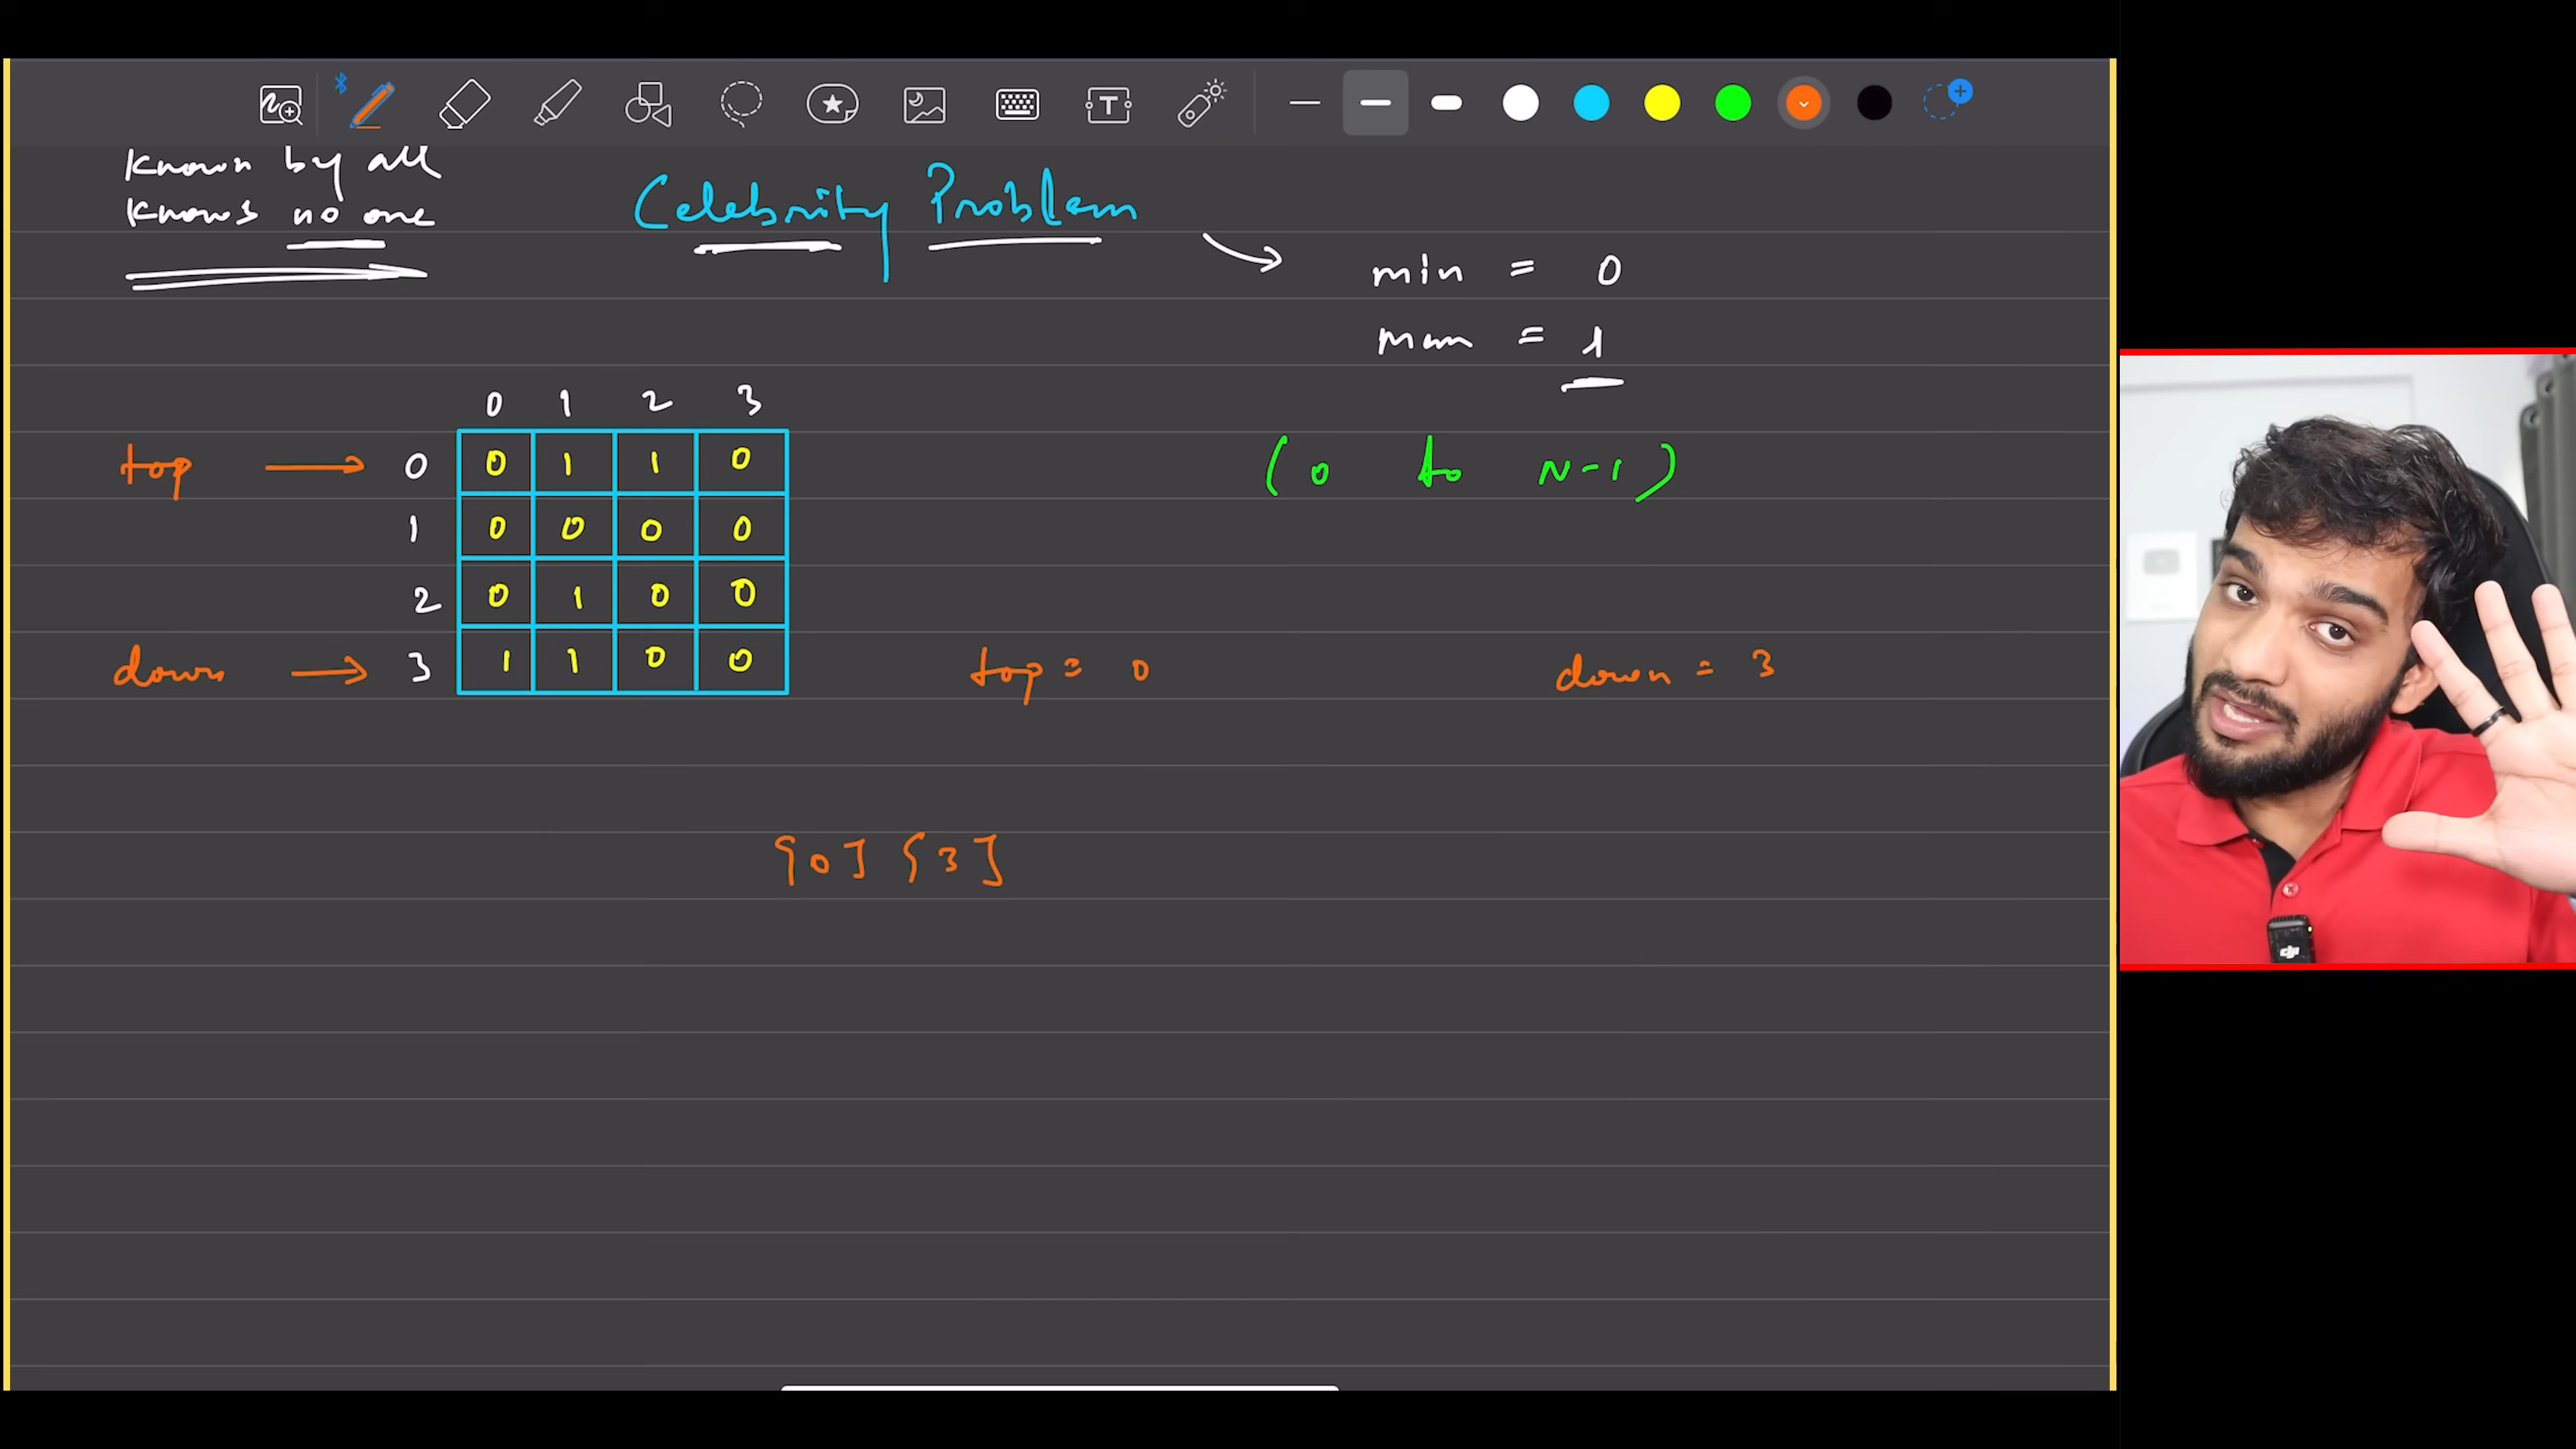 Known by all
Knows no one
Celebrity Problem
min = 0
max = 1
0 1 2 3
top → 0 0 1 1 0
(0 to N-1)
1 0 0 0 0
2 0 1 0 0
down → 3 1 1 0 0
top = 0
down = 3
[0] [3]
T
dji